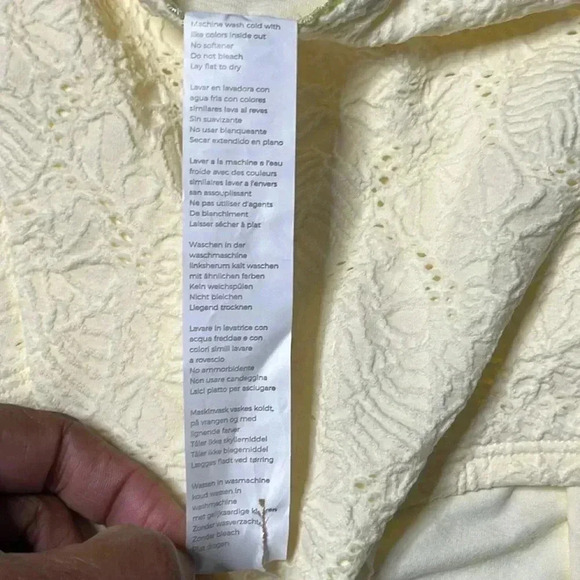 Machine wash cold with
like colors inside out
No softener
Do not bleach
Lay flat to dry
Lavar en lavadora con
agua fris con colores
similares lavar al reves
Sin suavizante
No usar blanqueante
Secar extendido en plano
Laver a la machine a l'eau
froide avec des couleurs
similaires laver a l'envers
san assouplissant
Ne pas utiliser d'agents
De blanchiment
Laisser sécher à plat
Waschen in der
waschmaschine
linksherum kalt waschen
mit ähnlichen farben
Kein weichspülen
Nicht bleichen
Liegend trocknen
Lavare in lavatrice con
acqua freddae e con
colori simili lavare
a rovescio
No ammorbidente
Non usare candeggina
Laici piatto per asciugare
Maskinvask vaskes koldt,
på vrangen og med
lignende farver
Tåler ikke skyllemiddel
Tåler ikke blegemiddel
Lægges fladt ved tørring
Wassen in wasmachine
koud wassen in
wasmachine
met gelijkaardige
Zonder wasverzacht
Zonder